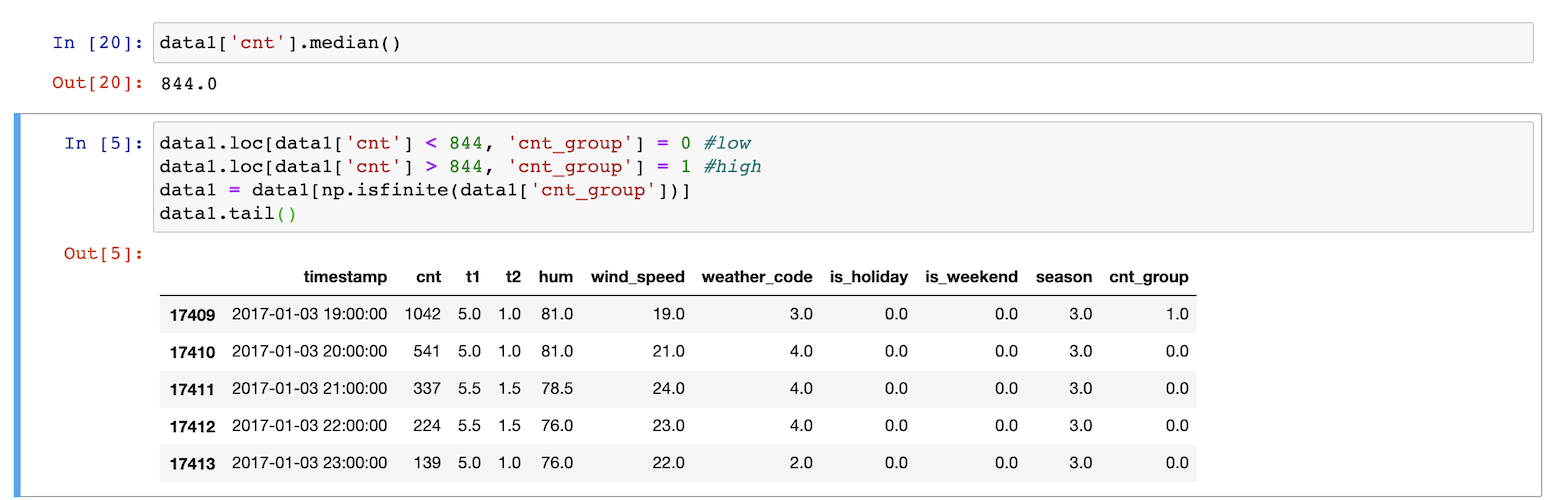 In [20]: data1['cnt'].median()
Out[20]: 844.0
In [5]: data1.loc[data1['cnt'] < 844, 'cnt_group'] = 0 #low
data1.loc[data1['cnt'] > 844, 'cnt_group'] = 1 #high
data1 = data1[np.isfinite(data1['cnt_group'])]
data1.tail()
Out[5]:
timestamp cnt t1 t2 hum wind_speed weather_code is_holiday is_weekend season cnt_group
17409 2017-01-03 19:00:00 1042 5.0 1.0 81.0 19.0 3.0 0.0 0.0 3.0 1.0
17410 2017-01-03 20:00:00 541 5.0 1.0 81.0 21.0 4.0 0.0 0.0 3.0 0.0
17411 2017-01-03 21:00:00 337 5.5 1.5 78.5 24.0 4.0 0.0 0.0 3.0 0.0
17412 2017-01-03 22:00:00 224 5.5 1.5 76.0 23.0 4.0 0.0 0.0 3.0 0.0
17413 2017-01-03 23:00:00 139 5.0 1.0 76.0 22.0 2.0 0.0 0.0 3.0 0.0